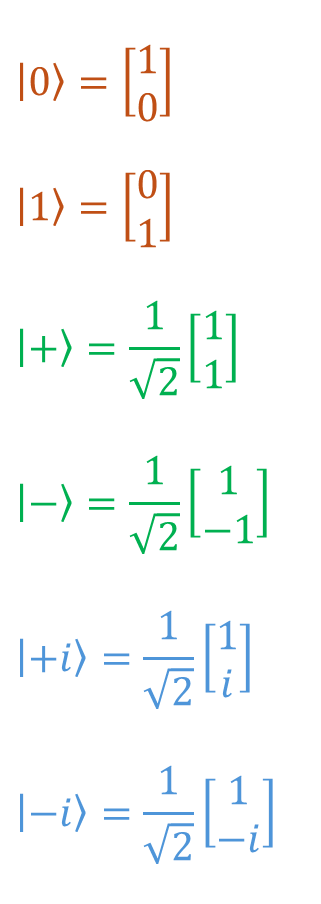 |0⟩ = [1 0]
|1⟩ = [0 1]
|+⟩ = 1/√2 [1 1]
|−⟩ = 1/√2 [1 −1]
|+i⟩ = 1/√2 [1 i]
|−i⟩ = 1/√2 [1 −i]